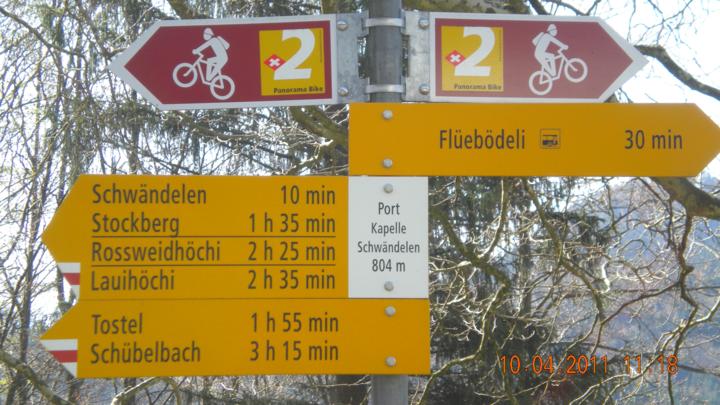 2
Panorama Bike
2
Panorama Bike
Flüebödeli 30 min
Schwändelen 10 min
Stockberg 1 h 35 min
Rossweidhöchi 2 h 25 min
Lauihöchi 2 h 35 min
Port
Kapelle
Schwändelen
804 m
Tostel 1 h 55 min
Schübelbach 3 h 15 min
10.04.2011 11:18